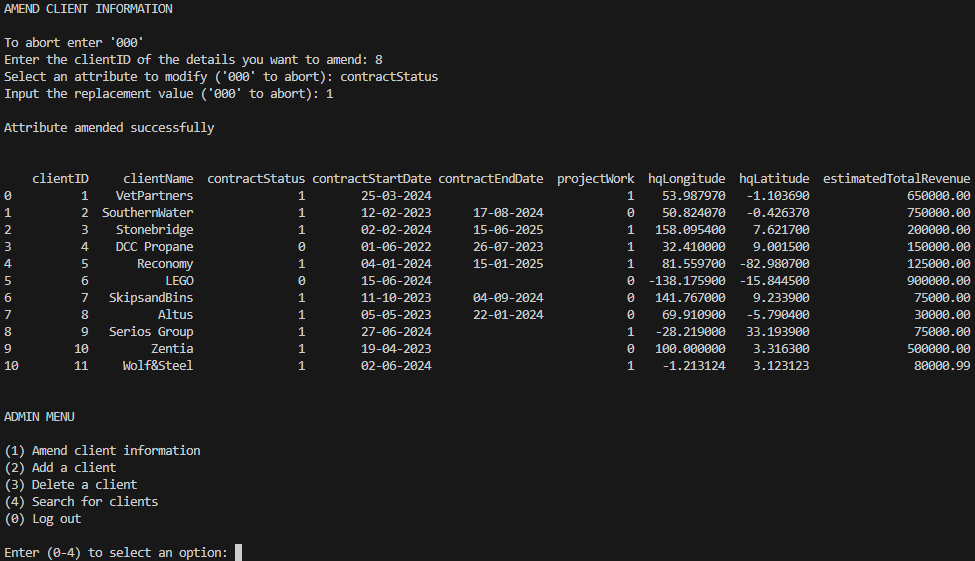 AMEND CLIENT INFORMATION
To abort enter '000'
Enter the clientID of the details you want to amend: 8
Select an attribute to modify ('000' to abort): contractStatus
Input the replacement value ('000' to abort): 1
Attribute amended successfully
clientID clientName contractStatus contractStartDate contractEndDate projectWork hqLongitude hqLatitude estimatedTotalRevenue
0 1 VetPartners 1 25-03-2024 1 53.987970 -1.103690 650000.00
1 2 SouthernWater 1 12-02-2023 17-08-2024 0 50.824070 -0.426370 750000.00
2 3 Stonebridge 1 02-02-2024 15-06-2025 1 158.095400 7.621700 200000.00
3 4 DCC Propane 0 01-06-2022 26-07-2023 1 32.410000 9.001500 150000.00
4 5 Reconomy 1 04-01-2024 15-01-2025 1 81.559700 -82.980700 125000.00
5 6 LEGO 0 15-06-2024 0 -138.175900 -15.844500 900000.00
6 7 SkipsandBins 1 11-10-2023 04-09-2024 0 141.767000 9.233900 75000.00
7 8 Altus 1 05-05-2023 22-01-2024 0 69.910900 -5.790400 30000.00
8 9 Serios Group 1 27-06-2024 1 -28.219000 33.193900 75000.00
9 10 Zentia 1 19-04-2023 0 100.000000 3.316300 500000.00
10 11 Wolf&Steel 1 02-06-2024 1 -1.213124 3.123123 80000.99
ADMIN MENU
(1) Amend client information
(2) Add a client
(3) Delete a client
(4) Search for clients
(0) Log out
Enter (0-4) to select an option: